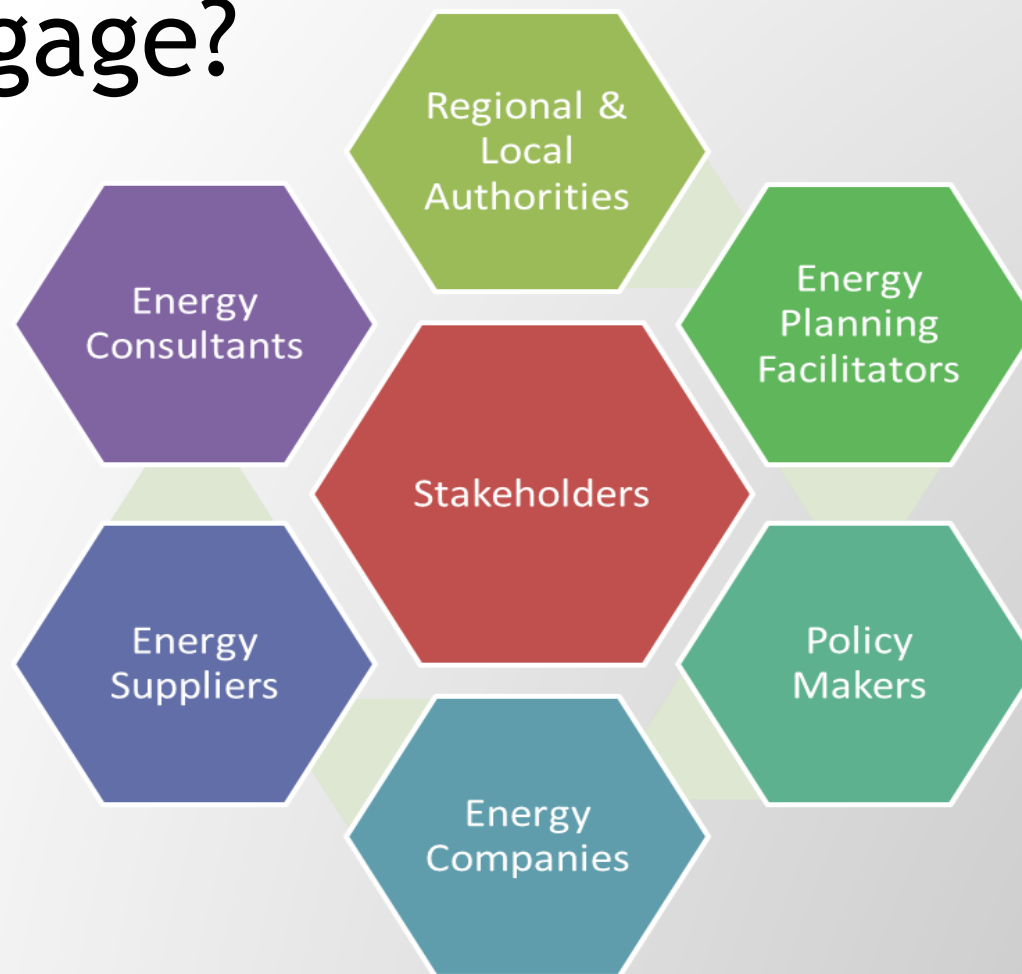 gage?
Regional &
Local
Authorities
Energy
Planning
Facilitators
Policy
Makers
Energy
Companies
Energy
Suppliers
Energy
Consultants
Stakeholders